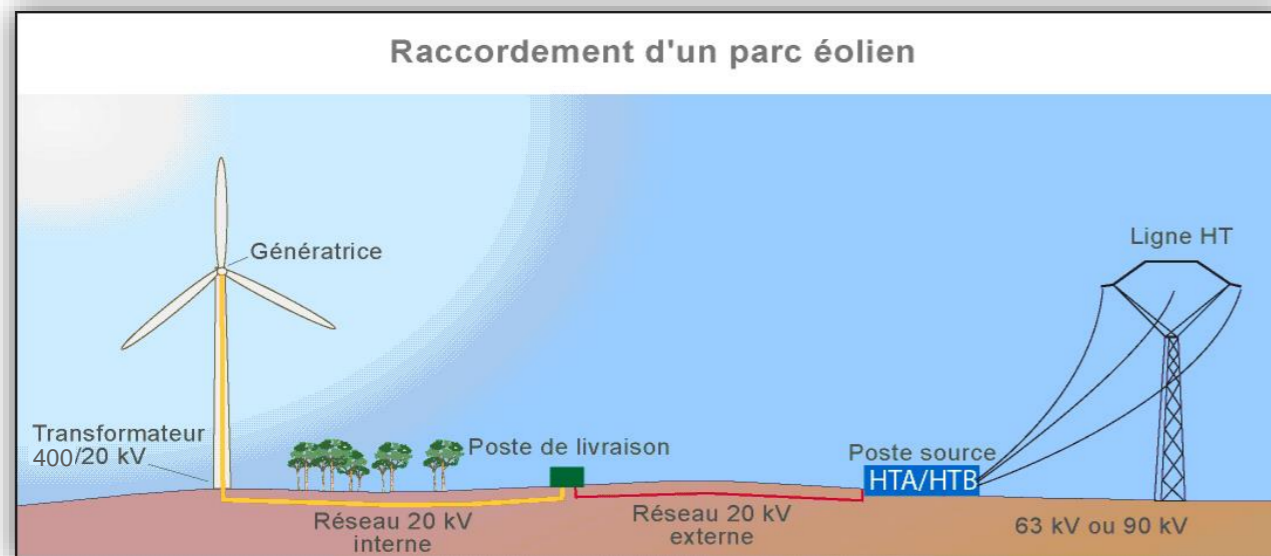 Raccordement d'un parc éolien
Génératrice
Ligne HT
Transformateur
400/20 kV
Poste de livraison
Poste source
HTA/HTB
Réseau 20 kV
interne
Réseau 20 kV
externe
63 kV ou 90 kV